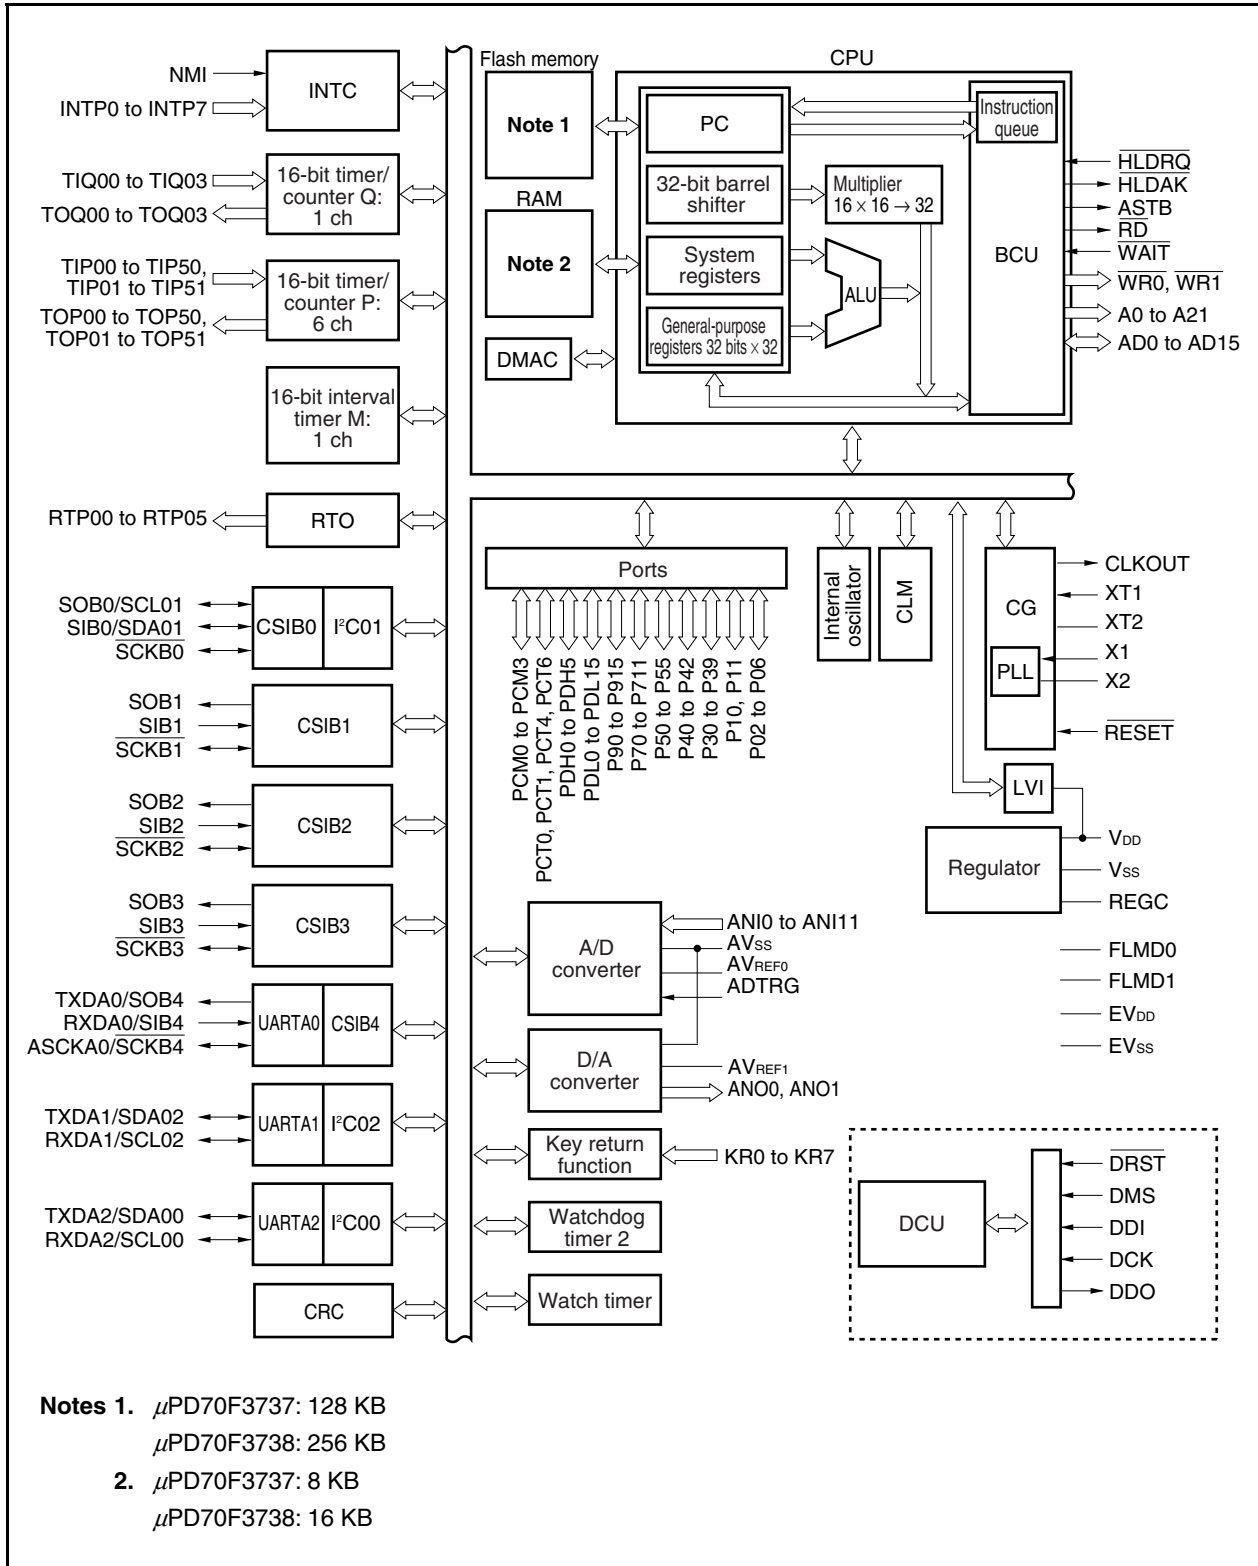 NMI
INTP0 to INTP7
INTC
TIQ00 to TIQ03
TOQ00 to TOQ03
16-bit timer/
counter Q:
1 ch
TIP00 to TIP50,
TIP01 to TIP51
TOP00 to TOP50,
TOP01 to TOP51
16-bit timer/
counter P:
6 ch
16-bit interval
timer M:
1 ch
RTP00 to RTP05
RTO
SOB0/SCL01
SIB0/SDA01
SCKB0
CSIB0
I²C01
SOB1
SIB1
SCKB1
CSIB1
SOB2
SIB2
SCKB2
CSIB2
SOB3
SIB3
SCKB3
CSIB3
TXDA0/SOB4
RXDA0/SIB4
ASCKA0/SCKB4
UARTA0
CSIB4
TXDA1/SDA02
RXDA1/SCL02
UARTA1
I²C02
TXDA2/SDA00
RXDA2/SCL00
UARTA2
I²C00
CRC
Flash memory
Note 1
RAM
Note 2
DMAC
CPU
PC
32-bit barrel
shifter
System
registers
General-purpose
registers 32 bits × 32
Multiplier
16 × 16 → 32
ALU
Instruction
queue
BCU
HLDRQ
HLDAK
ASTB
RD
WAIT
WR0, WR1
A0 to A21
AD0 to AD15
Ports
PCM0 to PCM3
PCT0, PCT1, PCT4, PCT6
PDH0 to PDH5
PDL0 to PDL15
P90 to P915
P70 to P711
P50 to P55
P40 to P42
P30 to P39
P10, P11
P02 to P06
Internal
oscillator
CLM
CG
PLL
CLKOUT
XT1
XT2
X1
X2
RESET
LVI
Regulator
VDD
VSS
REGC
FLMD0
FLMD1
EVDD
EVSS
A/D
converter
ANI0 to ANI11
AVSS
AVREF0
ADTRG
D/A
converter
AVREF1
ANO0, ANO1
Key return
function
KR0 to KR7
Watchdog
timer 2
Watch timer
DCU
DRST
DMS
DDI
DCK
DDO
Notes 1. μPD70F3737: 128 KB
μPD70F3738: 256 KB
2. μPD70F3737: 8 KB
μPD70F3738: 16 KB